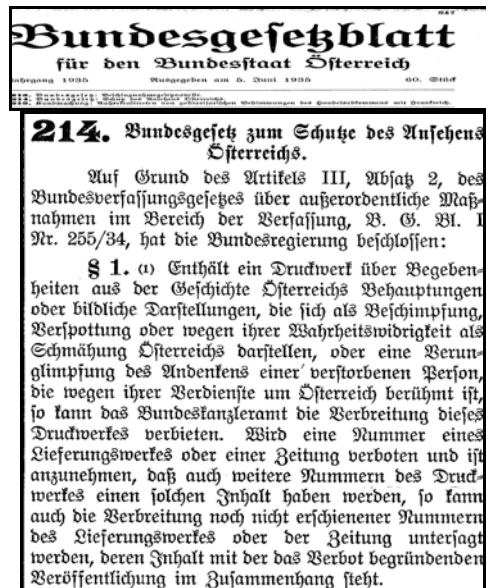 847
Bundesgesetzblatt
für den Bundesstaat Österreich
Jahrgang 1935 Ausgegeben am 5. Juni 1935 60. Stück
214. Bundesgesetz zum Schutze des Ansehens
Österreichs.
Auf Grund des Artikels III, Absatz 2, des
Bundesverfassungsgesetzes über außerordentliche Maß-
nahmen im Bereich der Verfassung, B. G. Bl. I
Nr. 255/34, hat die Bundesregierung beschlossen:
§ 1. (1) Enthält ein Druckwerk über Begeben-
heiten aus der Geschichte Österreichs Behauptungen
oder bildliche Darstellungen, die sich als Beschimpfung,
Verspottung oder wegen ihrer Wahrheitswidrigkeit als
Schmähung Österreichs darstellen, oder eine Verun-
glimpfung des Andenkens einer verstorbenen Person,
die wegen ihrer Verdienste um Österreich berühmt ist,
so kann das Bundeskanzleramt die Verbreitung dieses
Druckwerkes verbieten. Wird eine Nummer eines
Lieferungswerkes oder einer Zeitung verboten und ist
anzunehmen, daß auch weitere Nummern des Druck-
werkes einen solchen Inhalt haben werden, so kann
auch die Verbreitung noch nicht erschienener Nummern
des Lieferungswerkes oder der Zeitung untersagt
werden, deren Inhalt mit der das Verbot begründenden
Veröffentlichung im Zusammenhang steht.